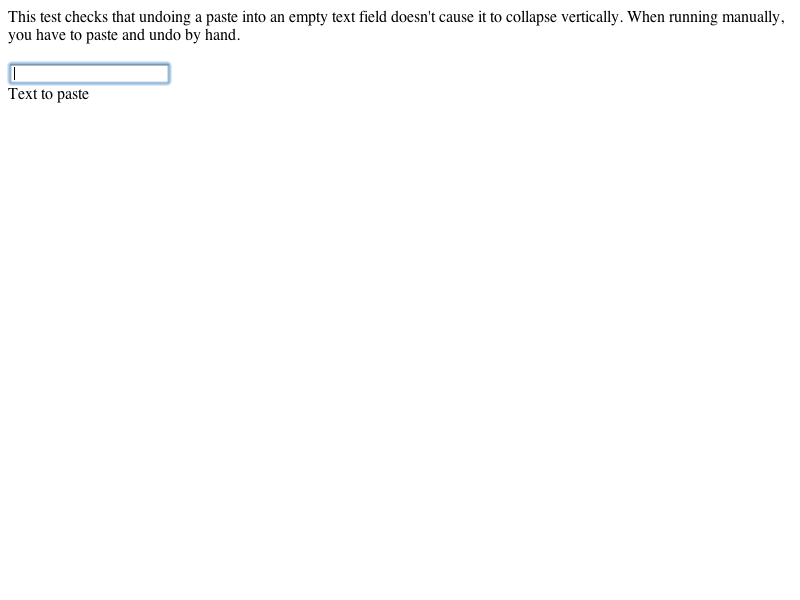 This test checks that undoing a paste into an empty text field doesn't cause it to collapse vertically. When running manually,
you have to paste and undo by hand.
Text to paste